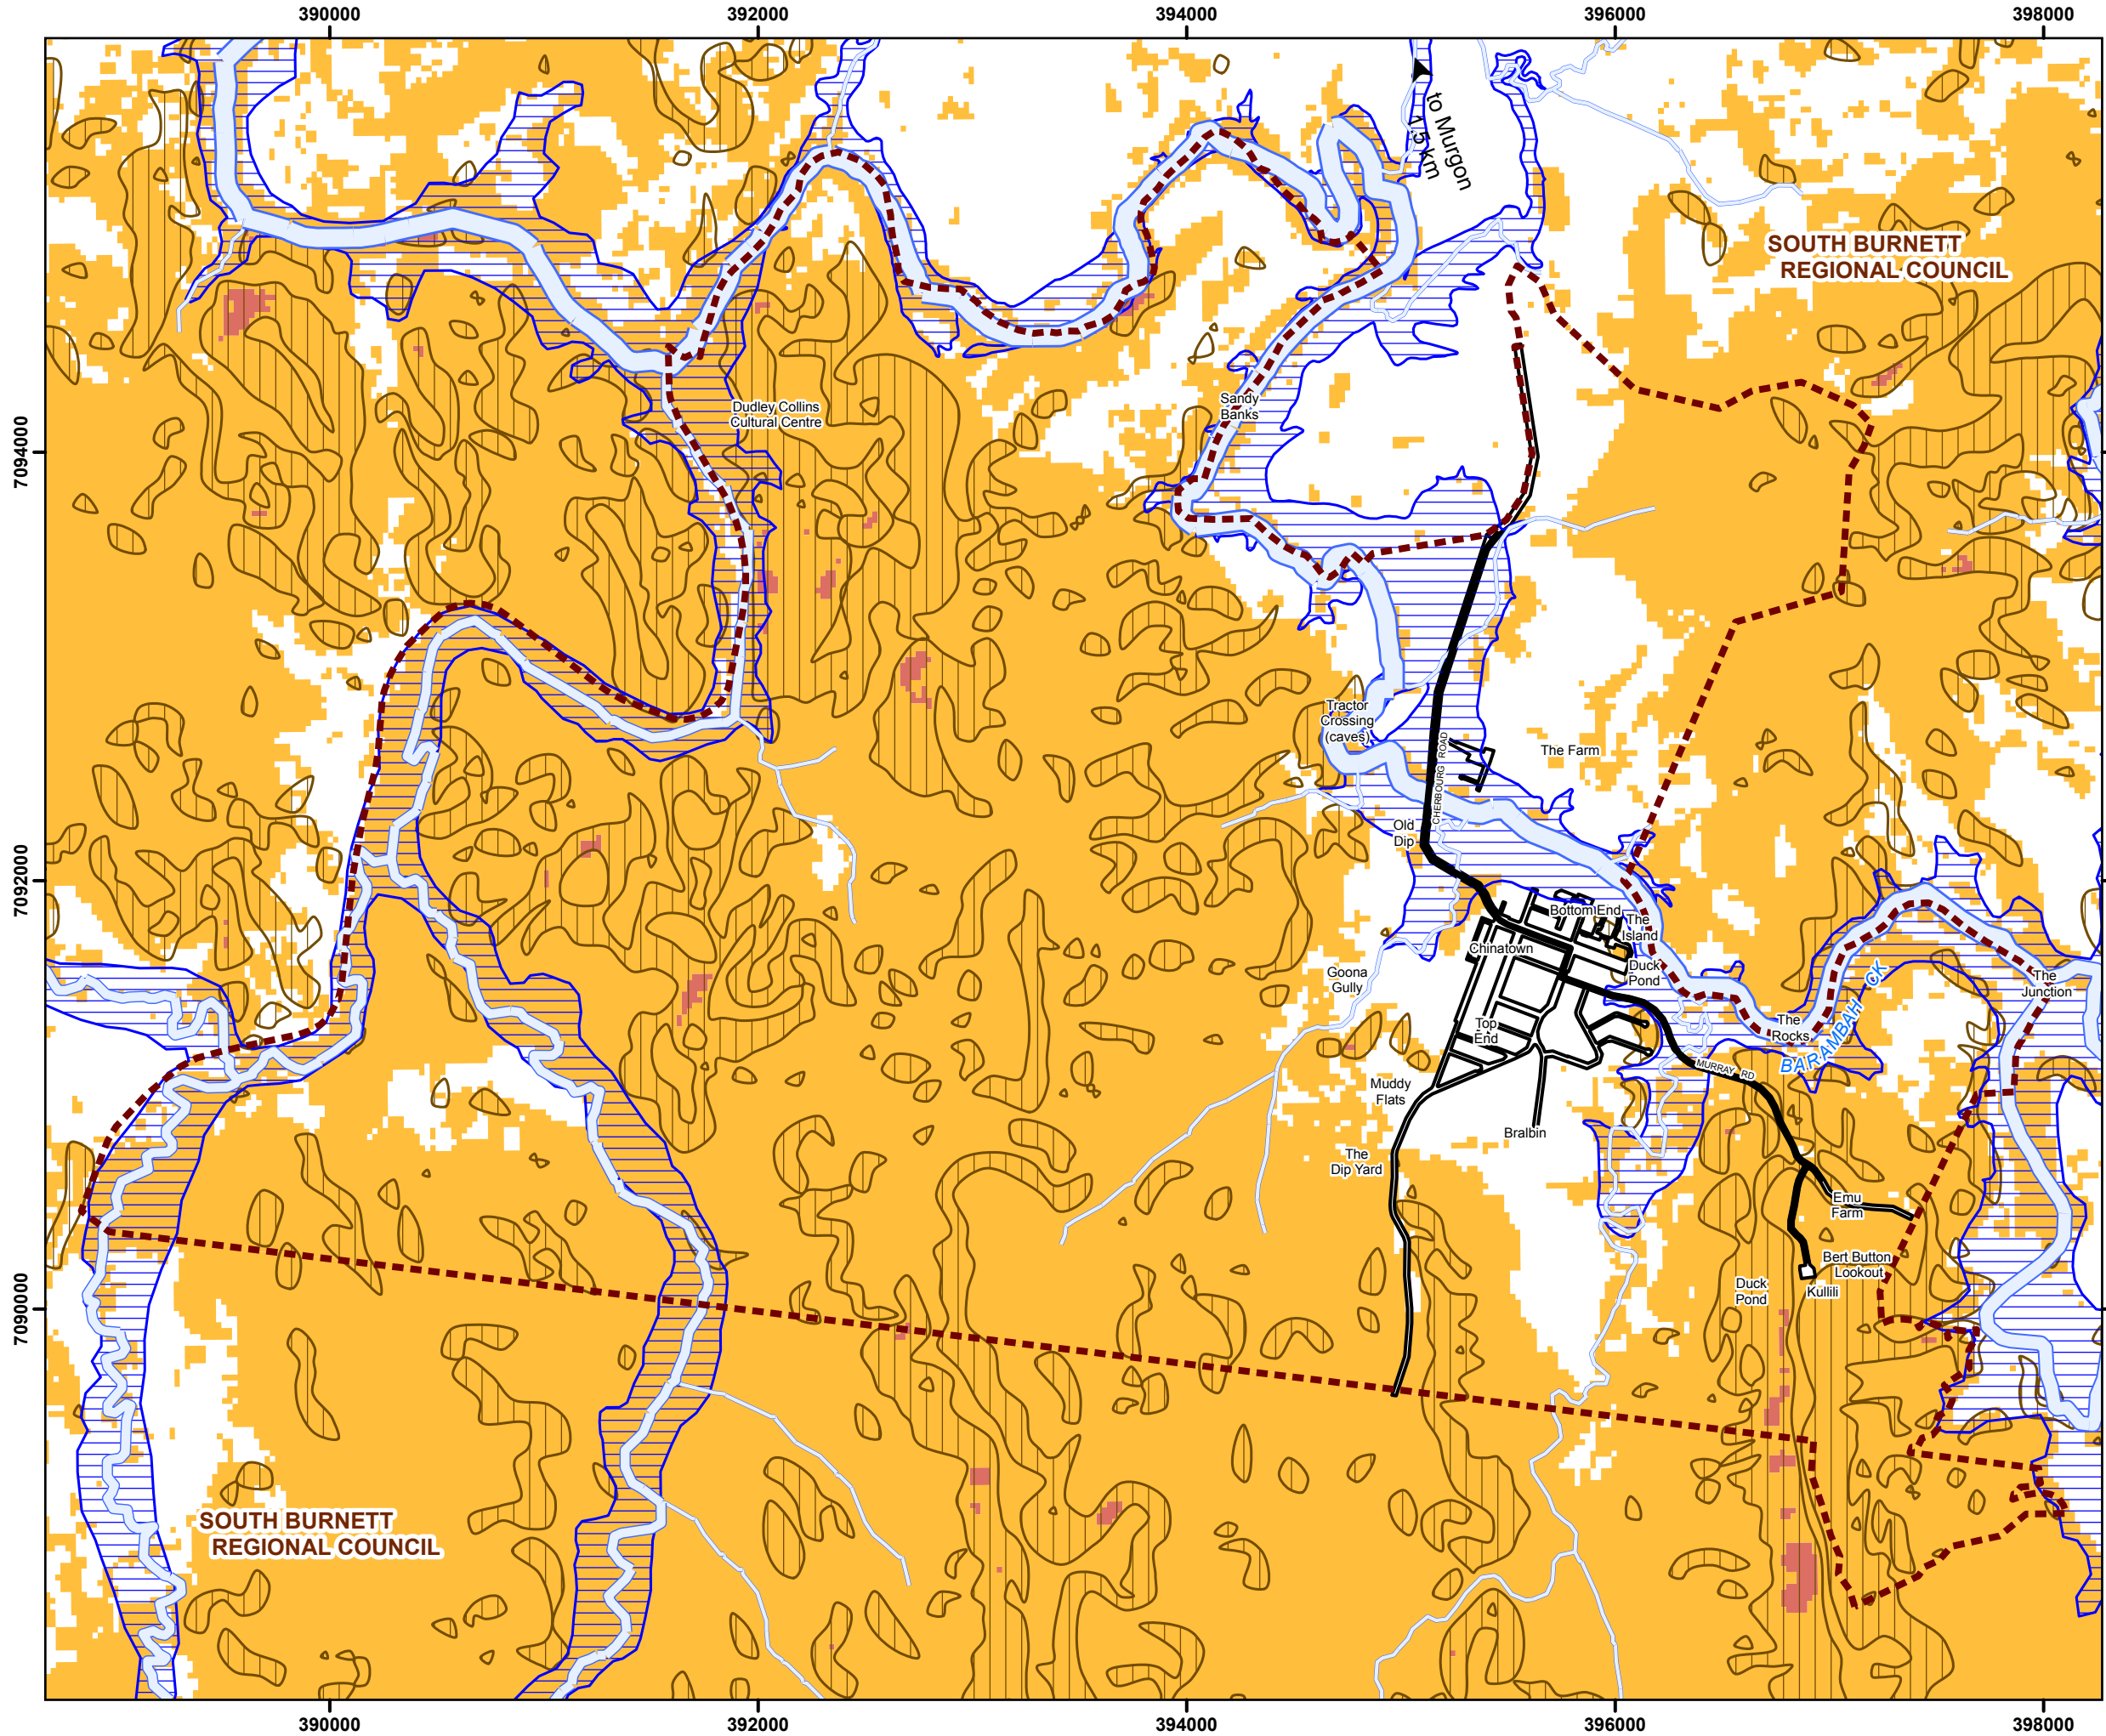 390000
392000
394000
396000
398000
to Murgon
1.5 km
SOUTH BURNETT
REGIONAL COUNCIL
7094000
Dudley Collins
Cultural Centre
Sandy
Banks
Tractor
Crossing
(caves)
CHERBOURG ROAD
The Farm
Old
Dip
7092000
Bottom End
The
Island
Chinatown
Duck
Pond
Goona
Gully
The
Junction
BARAMBAH CK
The
Rocks
Top
End
MURRAY RD
Muddy
Flats
Bralbin
The
Dip Yard
Emu
Farm
Bert Button
Lookout
Duck
Pond
Kullili
7090000
SOUTH BURNETT
REGIONAL COUNCIL
390000
392000
394000
396000
398000